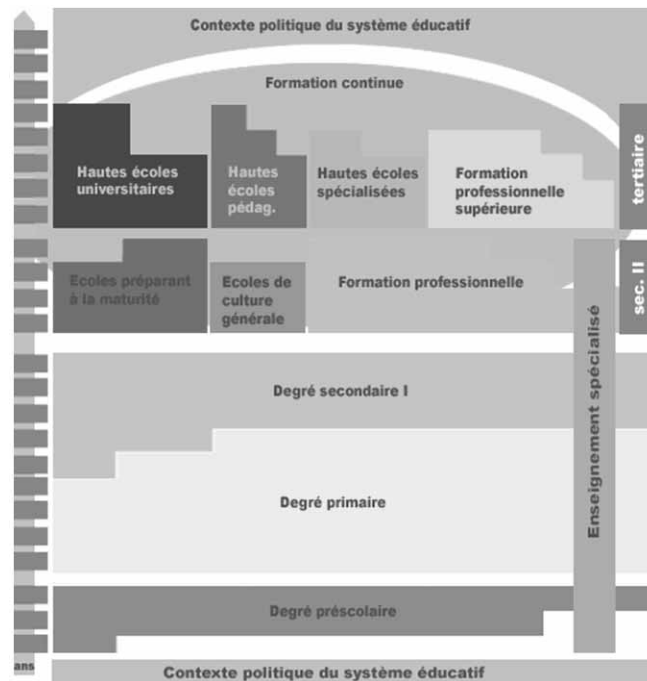 Contexte politique du système éducatif
Formation continue
Hautes écoles
universitaires
Hautes
écoles
pédag.
Hautes écoles
spécialisées
Formation
professionnelle
supérieure
tertiaire
Ecoles préparant
à la maturité
Ecoles de
culture
générale
Formation professionnelle
sec. II
Degré secondaire I
Enseignement spécialisé
Degré primaire
Degré préscolaire
ans
Contexte politique du système éducatif